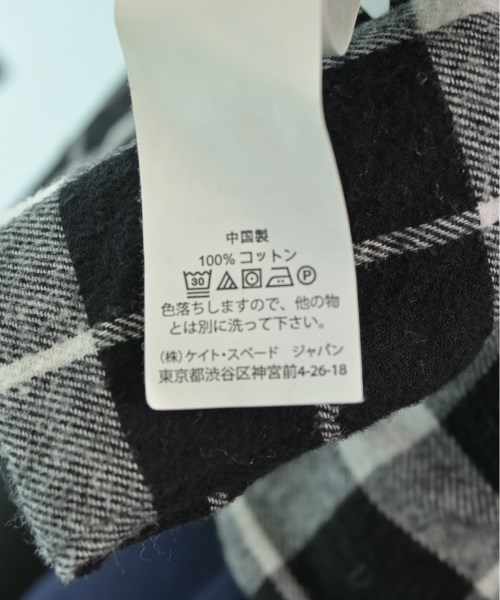 中国製
100% コットン
30 P
色落ちしますので、他の物
とは別に洗って下さい。
(株)ケイト・スペード ジャパン
東京都渋谷区神宮前4-26-18